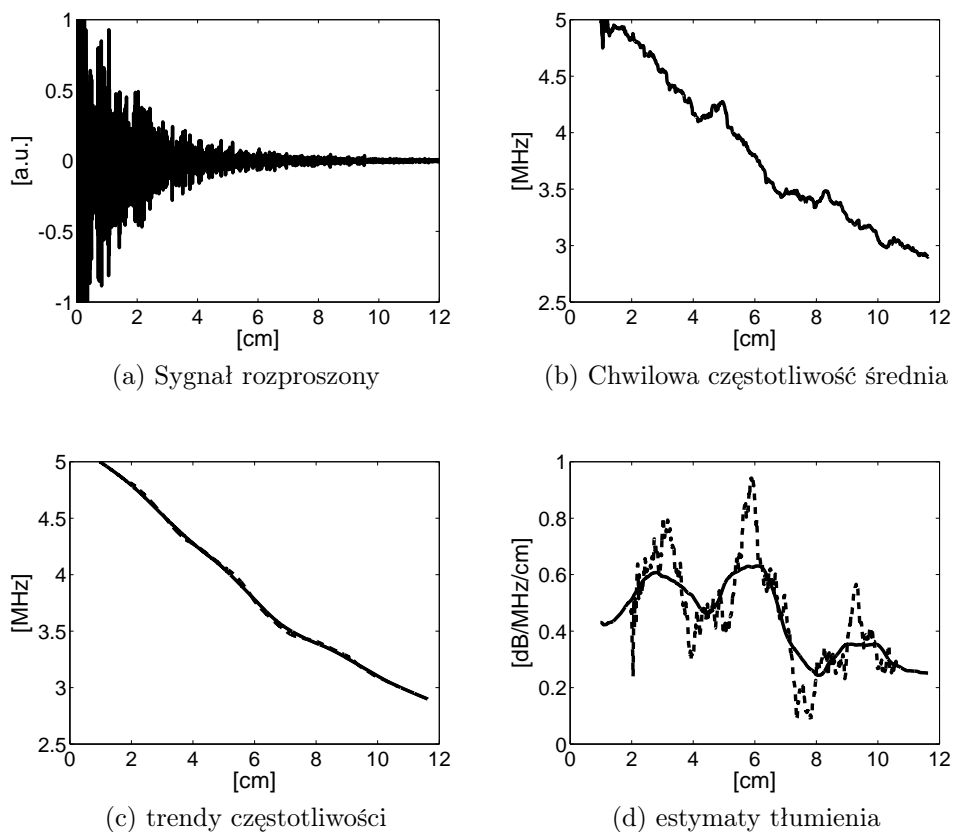 1
0.5
0
-0.5
-1
[a.u.]
0 2 4 6 8 10 12
[cm]
(a) Sygnał rozproszony
5
4.5
4
3.5
3
2.5
[MHz]
0 2 4 6 8 10 12
[cm]
(b) Chwilowa częstotliwość średnia
5
4.5
4
3.5
3
2.5
[MHz]
0 2 4 6 8 10 12
[cm]
(c) trendy częstotliwości
1
0.8
0.6
0.4
0.2
0
[dB/MHz/cm]
0 2 4 6 8 10 12
[cm]
(d) estymaty tłumienia